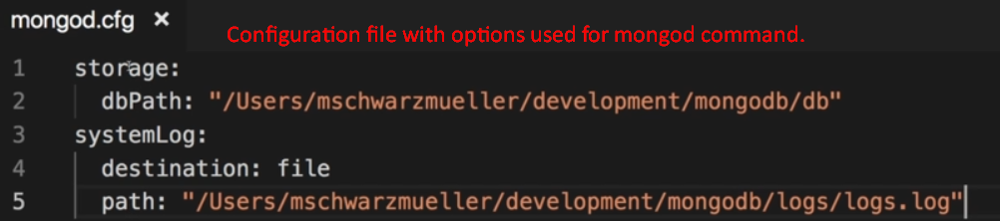 mongod.cfg ×
Configuration file with options used for mongod command.
1 storage:
2 dbPath: "/Users/mschwarzmueller/development/mongodb/db"
3 systemLog:
4 destination: file
5 path: "/Users/mschwarzmueller/development/mongodb/logs/logs.log"